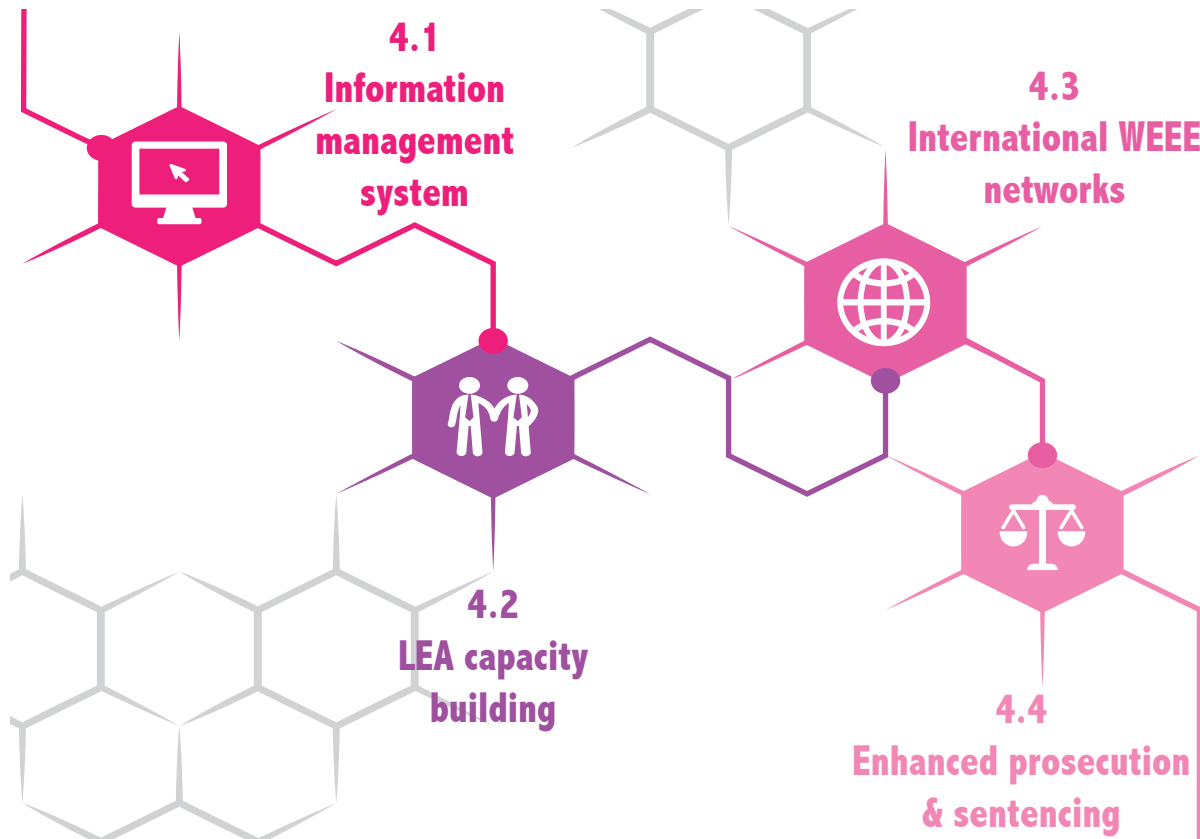 4.1
Information
management
system
4.3
International WEEE
networks
4.2
LEA capacity
building
4.4
Enhanced prosecution
& sentencing